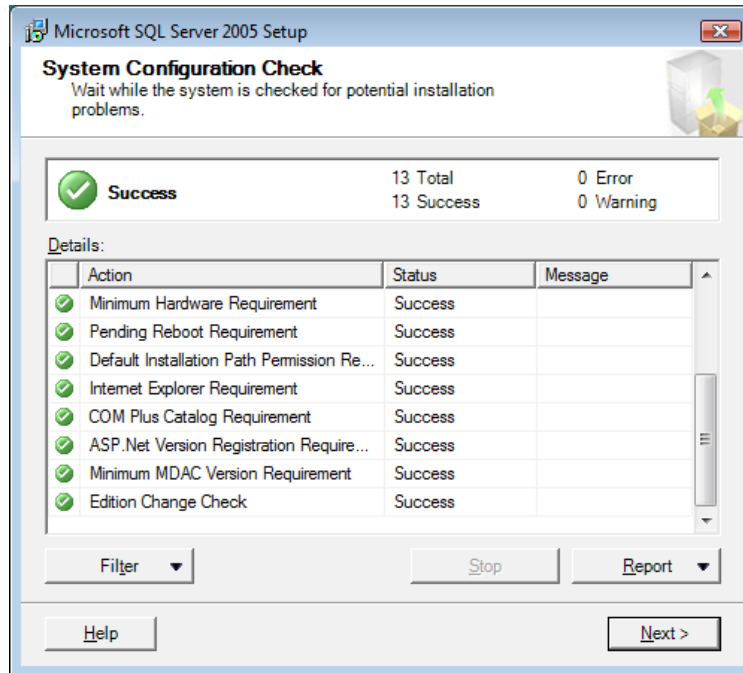 Microsoft SQL Server 2005 Setup
System Configuration Check
Wait while the system is checked for potential installation
problems.
Success 13 Total 0 Error
13 Success 0 Warning
Details:
Action Status Message
Minimum Hardware Requirement Success
Pending Reboot Requirement Success
Default Installation Path Permission Re... Success
Internet Explorer Requirement Success
COM Plus Catalog Requirement Success
ASP.Net Version Registration Require... Success
Minimum MDAC Version Requirement Success
Edition Change Check Success
Filter Stop Report
Help Next >